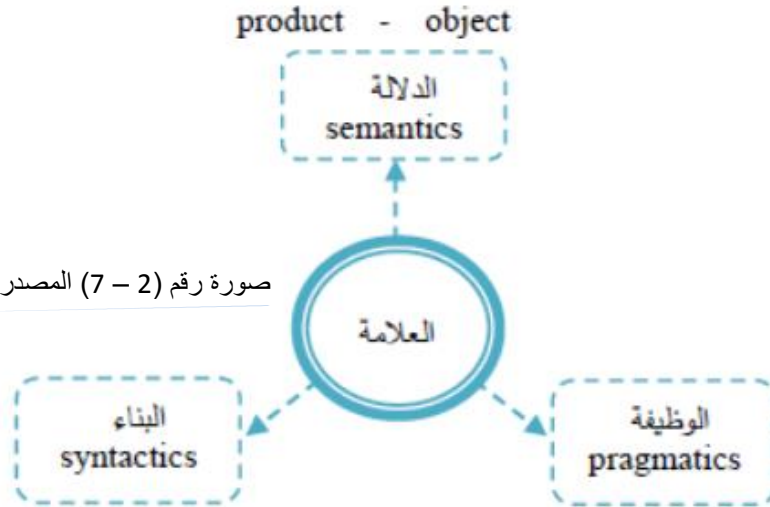 product - object
الدلالة
semantics
صورة رقم (2 – 7) المصدر
العلامة
البناء
syntactics
الوظيفة
pragmatics